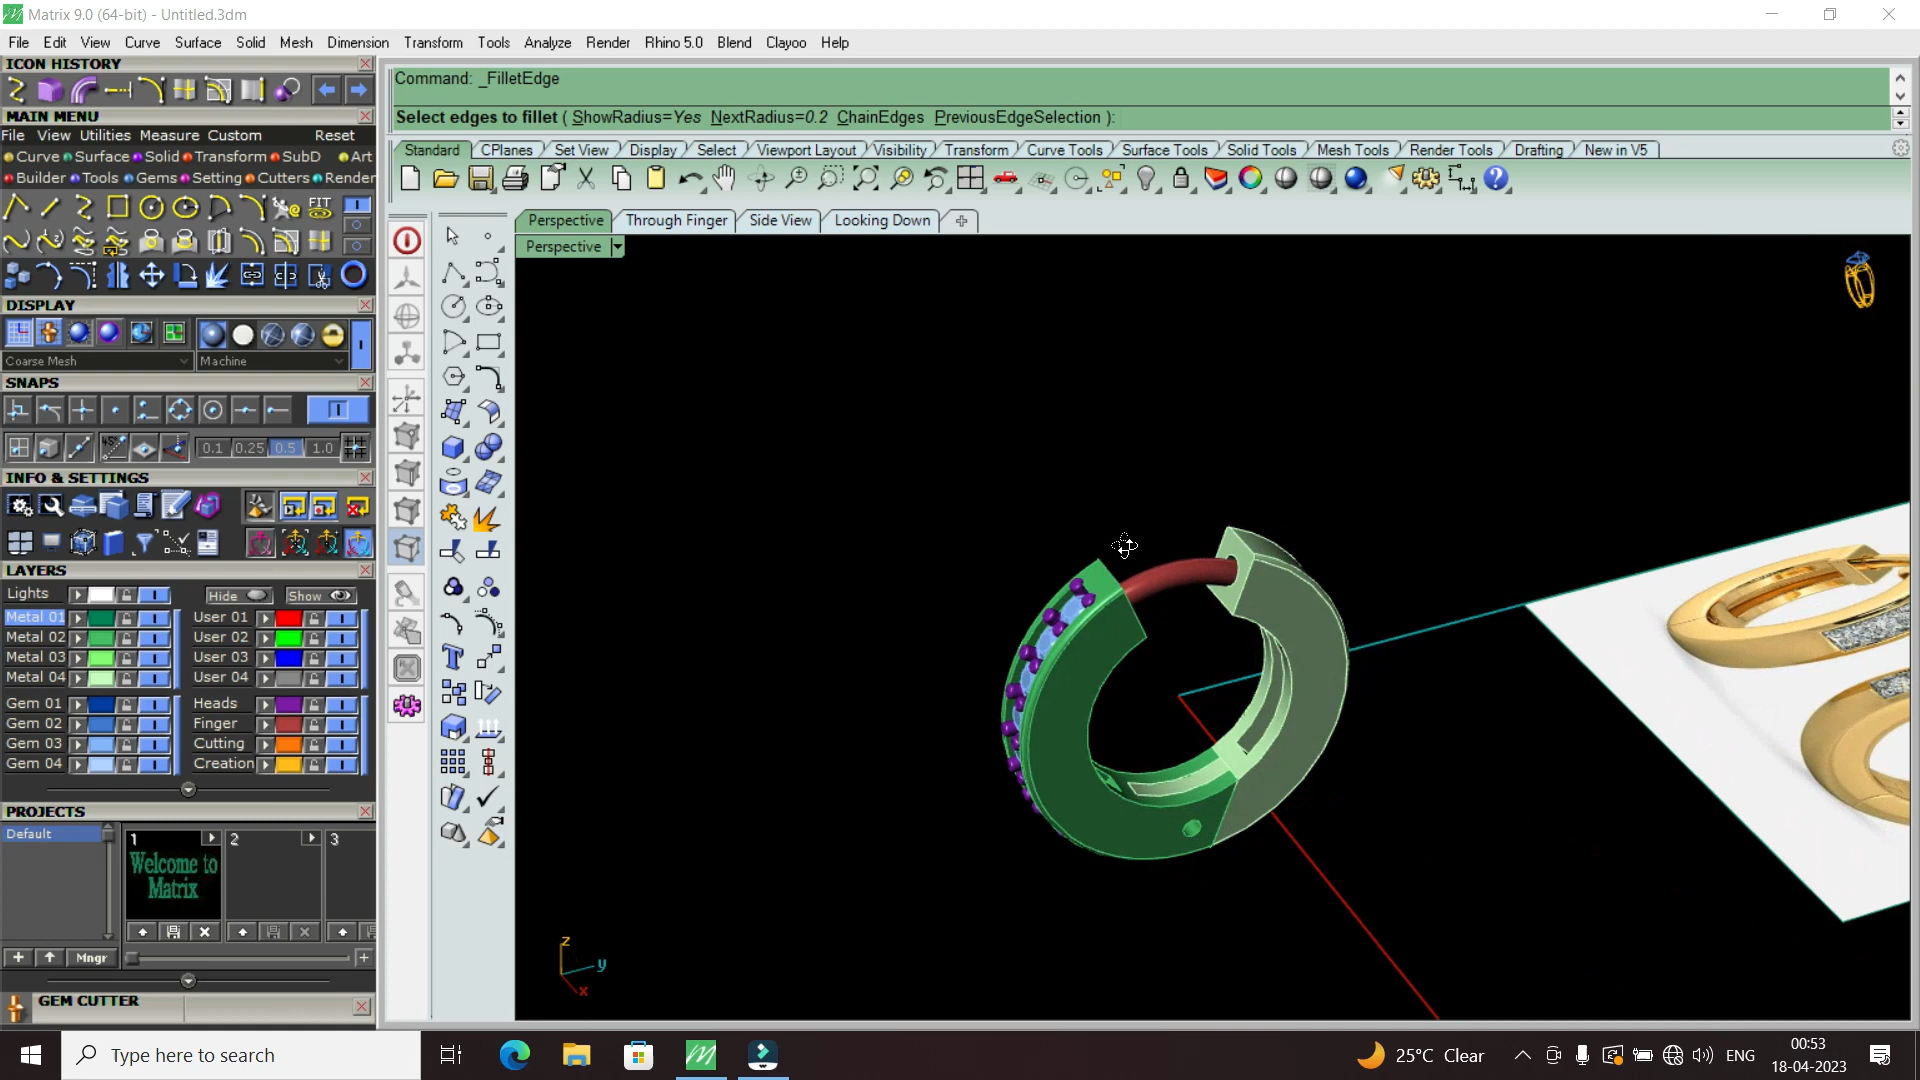 Matrix 9.0 (64-bit) - Untitled.3dm
File Edit View Curve Surface Solid Mesh Dimension Transform Tools Analyze Render Rhino 5.0 Blend Clayoo Help
ICON HISTORY
Command: _FilletEdge
Select edges to fillet ( ShowRadius=Yes NextRadius=0.2 ChainEdges PreviousEdgeSelection ):
MAIN MENU
File View Utilities Measure Custom Reset
Curve Surface Solid Transform SubD Art
Builder Tools Gems Setting Cutters Render
FIT
Standard CPlanes Set View Display Select Viewport Layout Visibility Transform Curve Tools Surface Tools Solid Tools Mesh Tools Render Tools Drafting New in V5
Perspective Through Finger Side View Looking Down
Perspective
DISPLAY
Coarse Mesh Machine
SNAPS
0.1 0.25 0.5 1.0
INFO & SETTINGS
LAYERS
Lights Hide Show
Metal 01 User 01
Metal 02 User 02
Metal 03 User 03
Metal 04 User 04
Gem 01 Heads
Gem 02 Finger
Gem 03 Cutting
Gem 04 Creation
PROJECTS
Default
1 2 3
Welcome to
Matrix
Mngr
GEM CUTTER
z
y
x
Type here to search
25°C Clear
ENG
00:53
18-04-2023